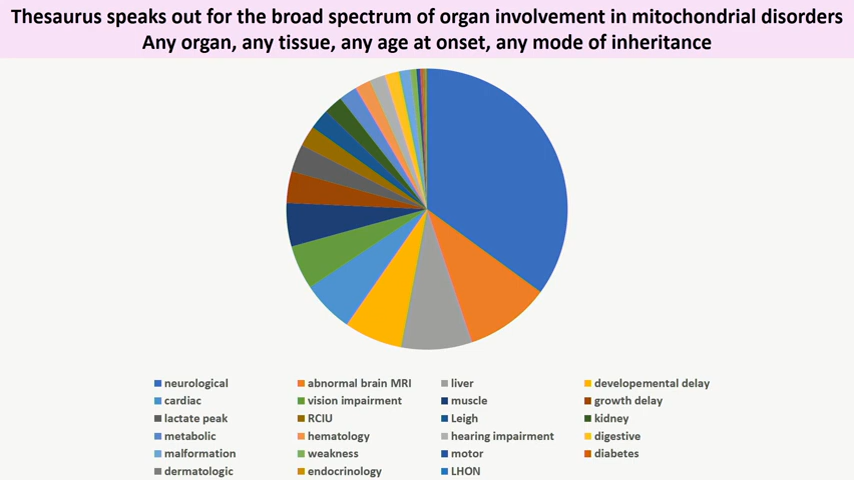 Thesaurus speaks out for the broad spectrum of organ involvement in mitochondrial disorders
Any organ, any tissue, any age at onset, any mode of inheritance
neurological abnormal brain MRI liver developemental delay
cardiac vision impairment muscle growth delay
lactate peak RCIU Leigh kidney
metabolic hematology hearing impairment digestive
malformation weakness motor diabetes
dermatologic endocrinology LHON